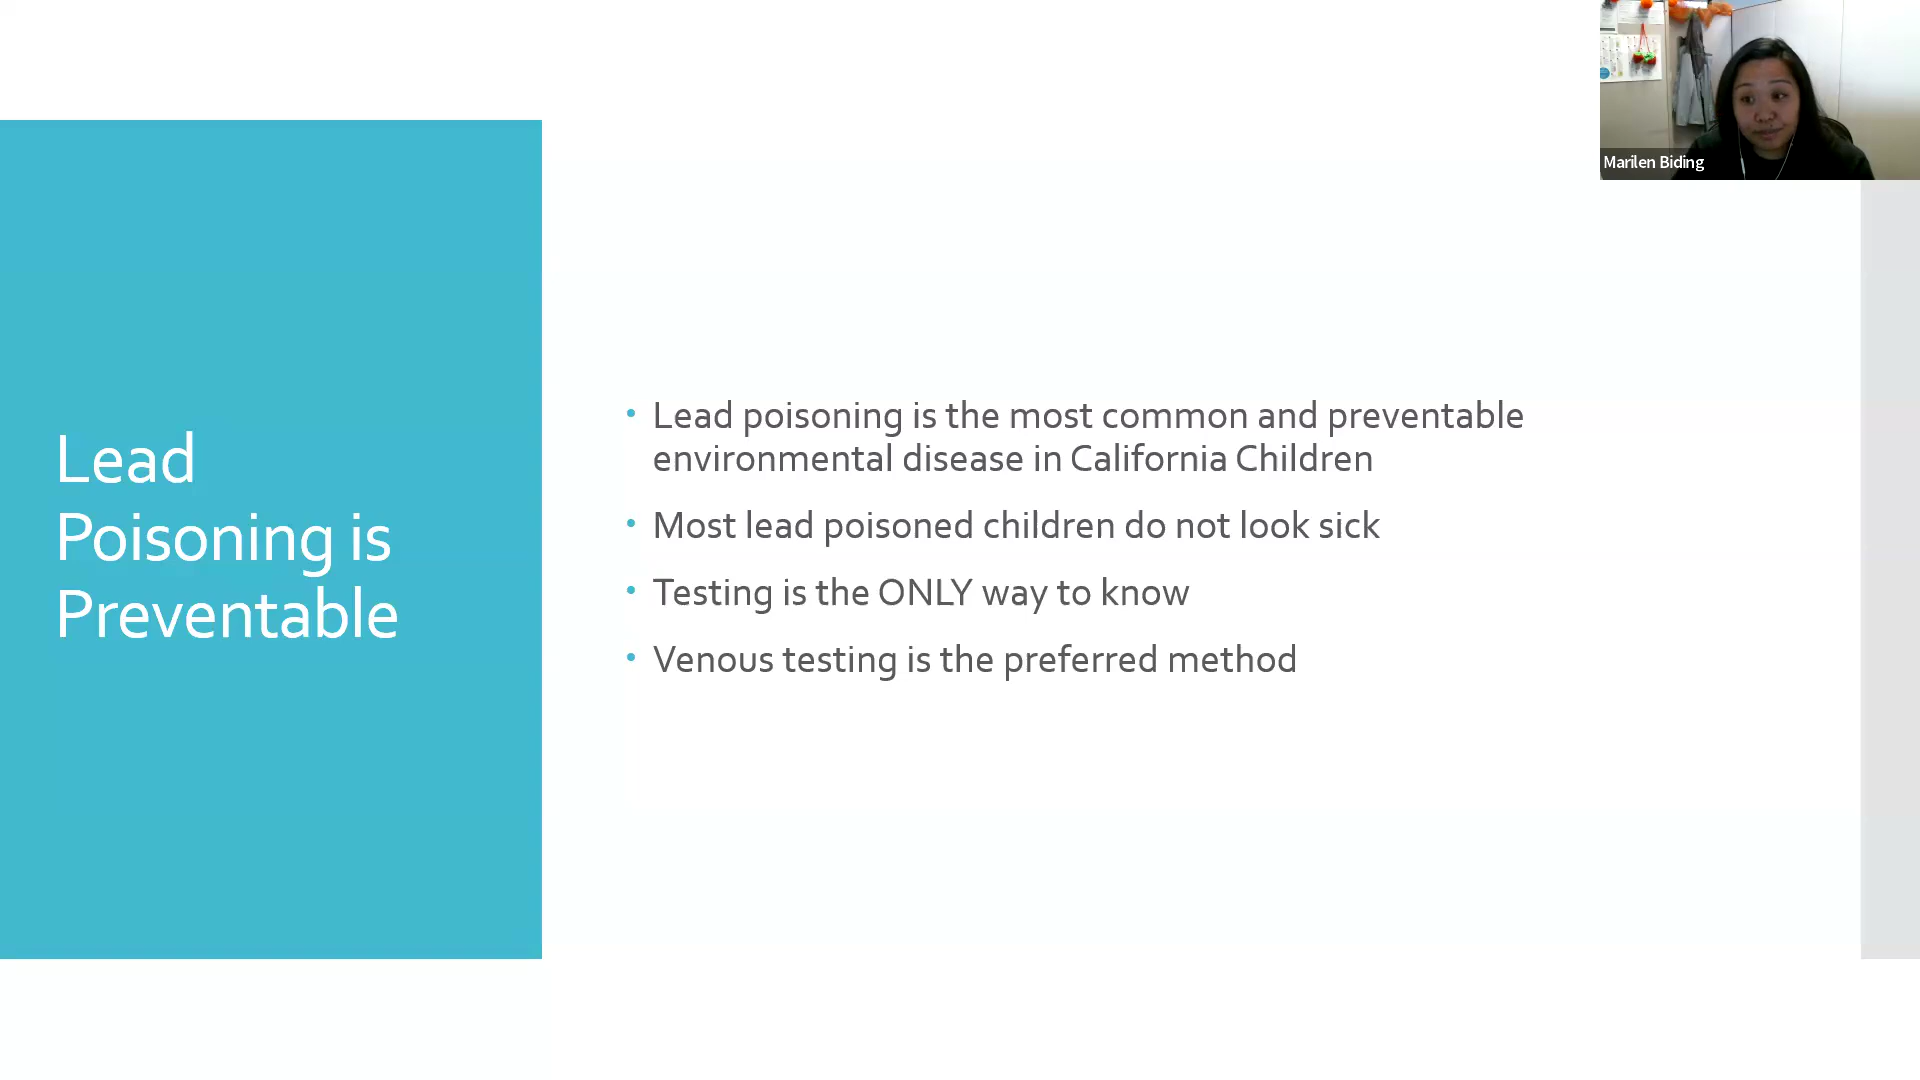 Lead
Poisoning is
Preventable
• Lead poisoning is the most common and preventable
environmental disease in California Children
• Most lead poisoned children do not look sick
• Testing is the ONLY way to know
• Venous testing is the preferred method
Marilen Biding